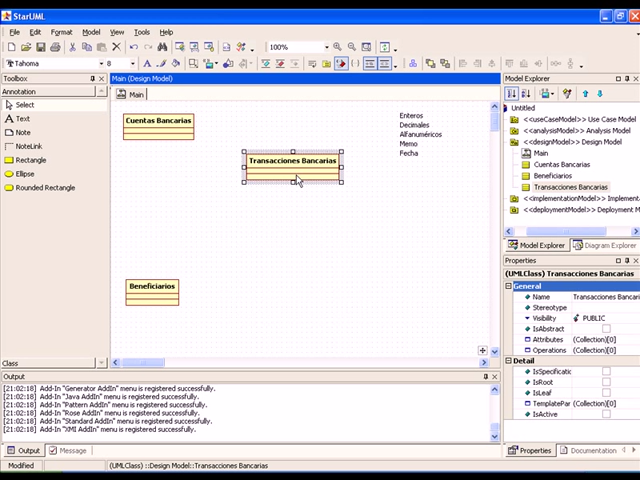 StarUML
File Edit Format Model View Tools Help
100%
Tahoma 8
Toolbox
Annotation
Select
Text
Note
NoteLink
Rectangle
Ellipse
Rounded Rectangle
Class
Main (Design Model)
Main
Cuentas Bancarias
Transacciones Bancarias
Beneficiarios
Enteros
Decimales
Alfanuméricos
Memo
Fecha
Model Explorer
Untitled
<<useCaseModel>> Use Case Model
<<analysisModel>> Analysis Model
<<designModel>> Design Model
Main
Cuentas Bancarias
Beneficiarios
Transacciones Bancarias
<<implementationModel>> Impleme
<<deploymentModel>> Deployment M
Model Explorer Diagram Explorer
Properties
(UMLClass) Transacciones Bancarias
General
Name Transacciones Bancari
Stereotype
Visibility PUBLIC
IsAbstract
Attributes (Collection)[0]
Operations (Collection)[0]
Detail
IsSpecificatic
IsRoot
IsLeaf
TemplatePar (Collection)[0]
IsActive
Properties Documentation
Output
[21:02:18] Add-In "Generator AddIn" menu is registered successfully.
[21:02:18] Add-In "Java AddIn" menu is registered successfully.
[21:02:18] Add-In "Pattern AddIn" menu is registered successfully.
[21:02:18] Add-In "Rose AddIn" menu is registered successfully.
[21:02:18] Add-In "Standard AddIn" menu is registered successfully.
[21:02:18] Add-In "XMI AddIn" menu is registered successfully.
Output Message
Modified (UMLClass) ::Design Model::Transacciones Bancarias